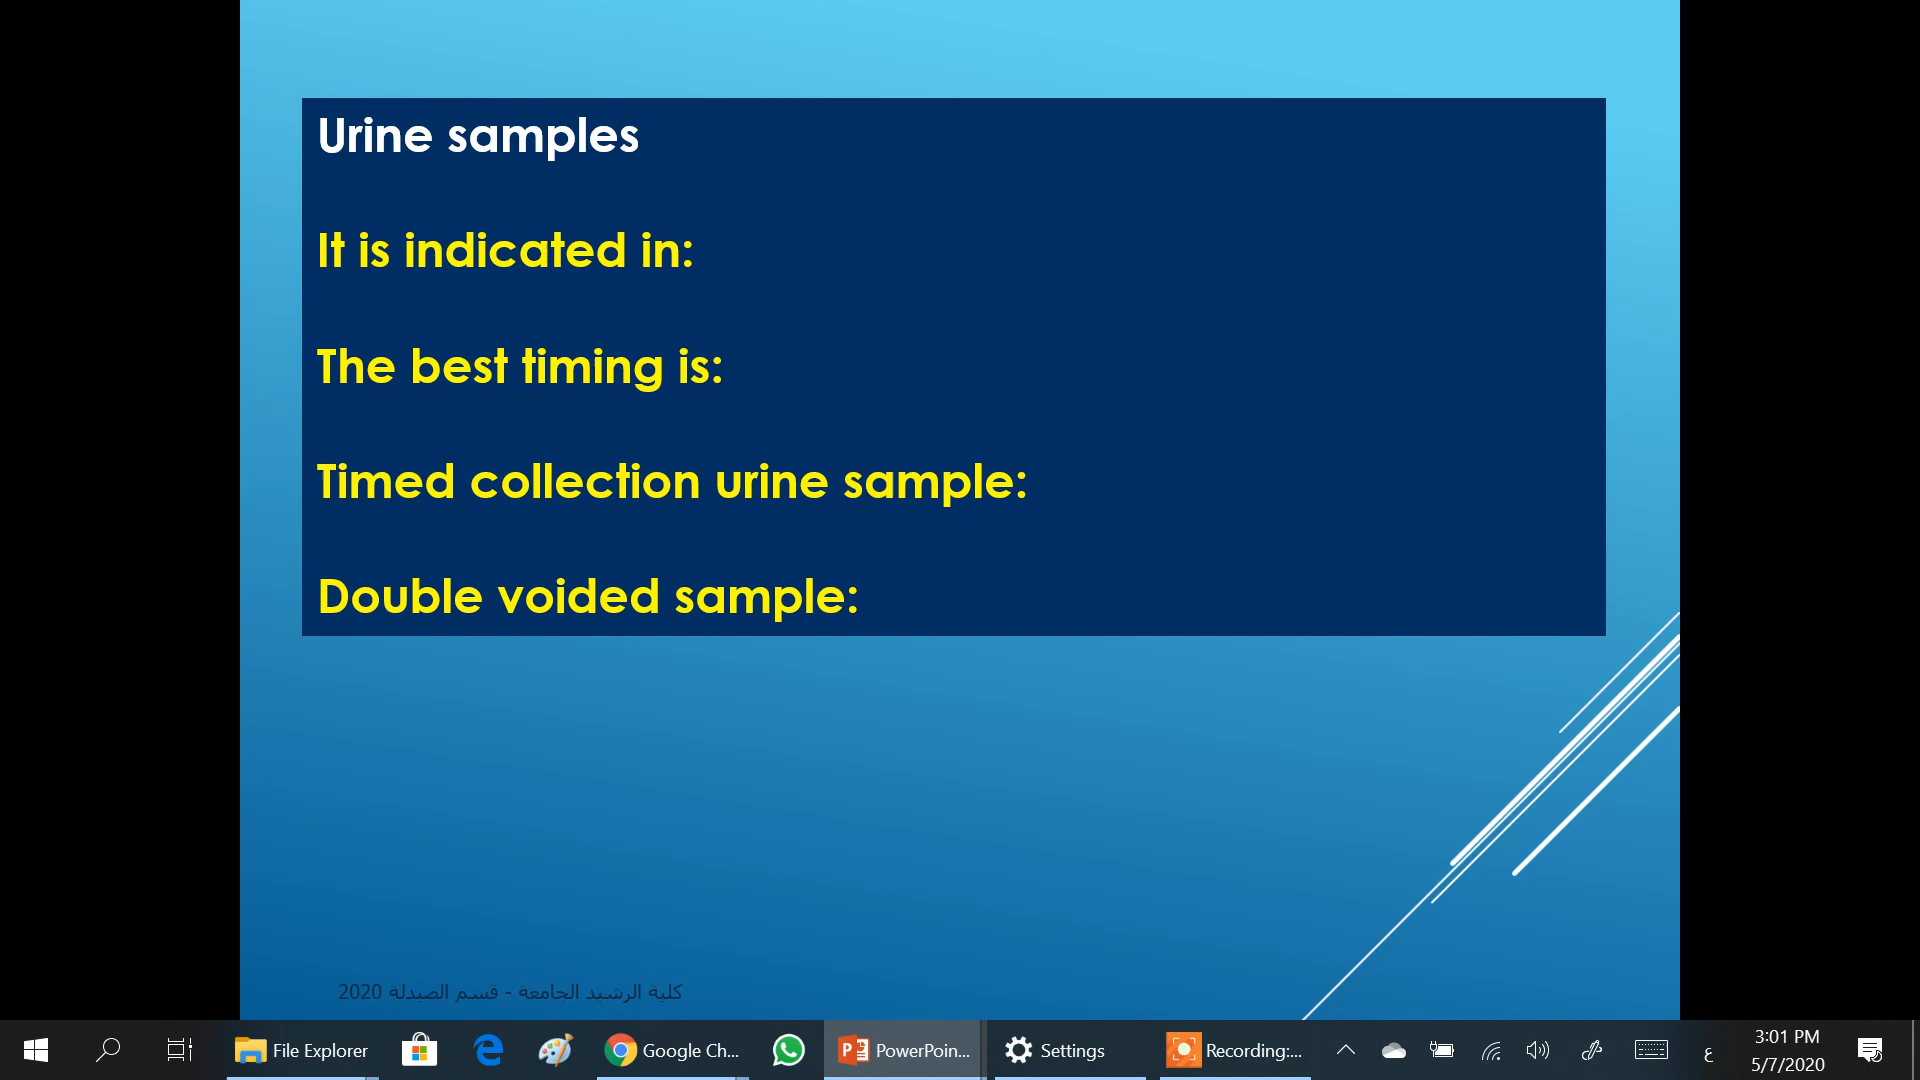 Urine samples
It is indicated in:
The best timing is:
Timed collection urine sample:
Double voided sample:
كلية الرشيد الجامعة - قسم الصيدلة 2020
File Explorer
Google Ch...
PowerPoin...
Settings
Recording:...
ع
3:01 PM
5/7/2020